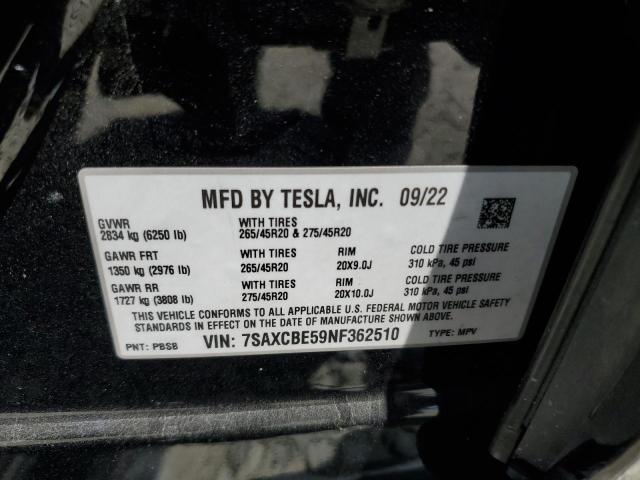 MFD BY TESLA, INC. 09/22
GVWR WITH TIRES
2834 kg (6250 lb) 265/45R20 & 275/45R20
GAWR FRT WITH TIRES RIM COLD TIRE PRESSURE
1350 kg (2976 lb) 265/45R20 20X9.0J 310 kPa, 45 psi
GAWR RR WITH TIRES RIM COLD TIRE PRESSURE
1727 kg (3808 lb) 275/45R20 20X10.0J 310 kPa, 45 psi
THIS VEHICLE CONFORMS TO ALL APPLICABLE U.S. FEDERAL MOTOR VEHICLE SAFETY
STANDARDS IN EFFECT ON THE DATE OF MANUFACTURE SHOWN ABOVE.
PNT: PBSB VIN: 7SAXCBE59NF362510 TYPE: MPV